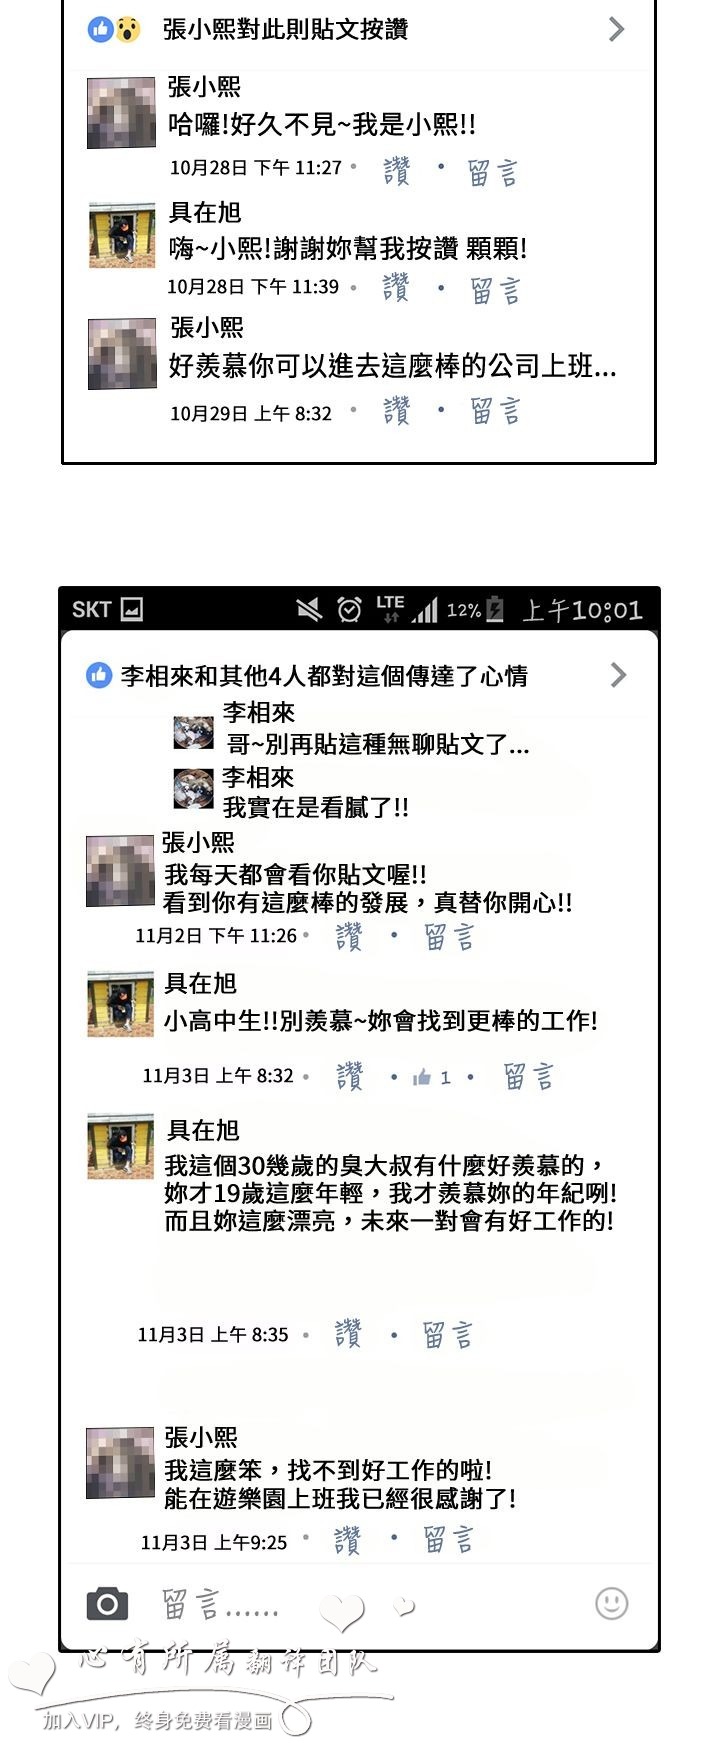 張小熙對此則貼文按讚
張小熙
哈囉!好久不見~我是小熙!!
10月28日 下午 11:27 • 讚 • 留言
具在旭
嗨~小熙!謝謝妳幫我按讚 顆顆!
10月28日 下午 11:39 • 讚 • 留言
張小熙
好羨慕你可以進去這麼棒的公司上班...
10月29日 上午 8:32 • 讚 • 留言
SKT LTE 12% 上午10:01
李相來和其他4人都對這個傳達了心情
李相來
哥~別再貼這種無聊貼文了...
李相來
我實在是看膩了!!
張小熙
我每天都會看你貼文喔!!
看到你有這麼棒的發展，真替你開心!!
11月2日 下午 11:26 • 讚 • 留言
具在旭
小高中生!!別羨慕~妳會找到更棒的工作!
11月3日 上午 8:32 • 讚 • 1 • 留言
具在旭
我這個30幾歲的臭大叔有什麼好羨慕的，
妳才19歲這麼年輕，我才羨慕妳的年紀咧!
而且妳這麼漂亮，未來一對會有好工作的!
11月3日 上午 8:35 • 讚 • 留言
張小熙
我這麼笨，找不到好工作的啦!
能在遊樂園上班我已經很感謝了!
11月3日 上午9:25 • 讚 • 留言
留言......
心有所属翻译团队
加入VIP，终身免费看漫画